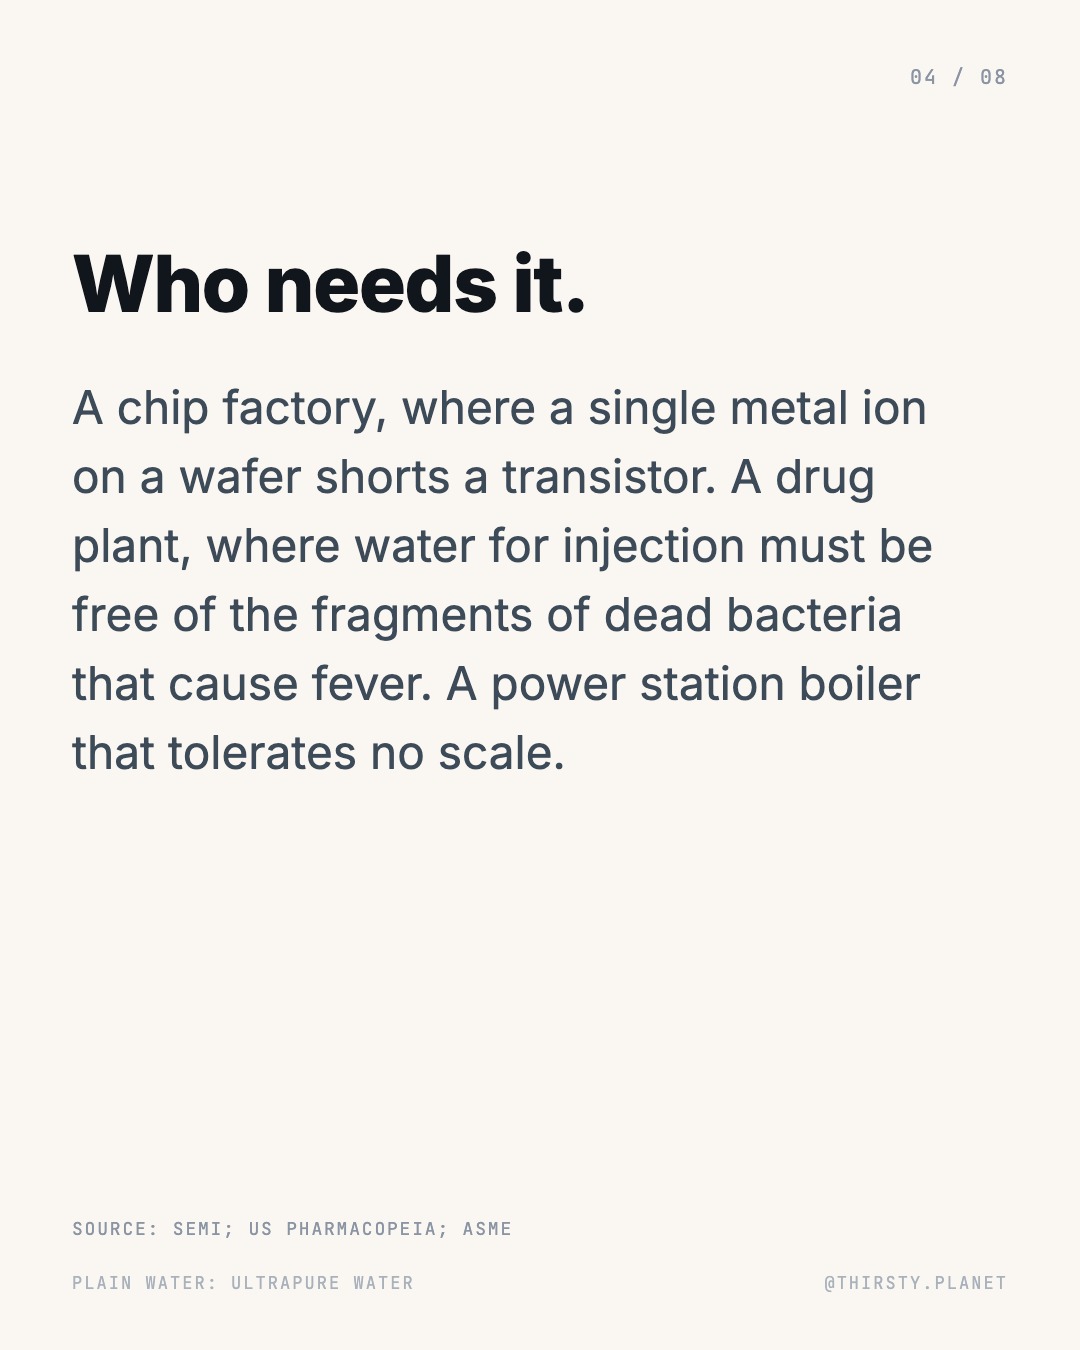 04 / 08
Who needs it.
A chip factory, where a single metal ion
on a wafer shorts a transistor. A drug
plant, where water for injection must be
free of the fragments of dead bacteria
that cause fever. A power station boiler
that tolerates no scale.
SOURCE: SEMI; US PHARMACOPEIA; ASME
PLAIN WATER: ULTRAPURE WATER
@THIRSTY.PLANET